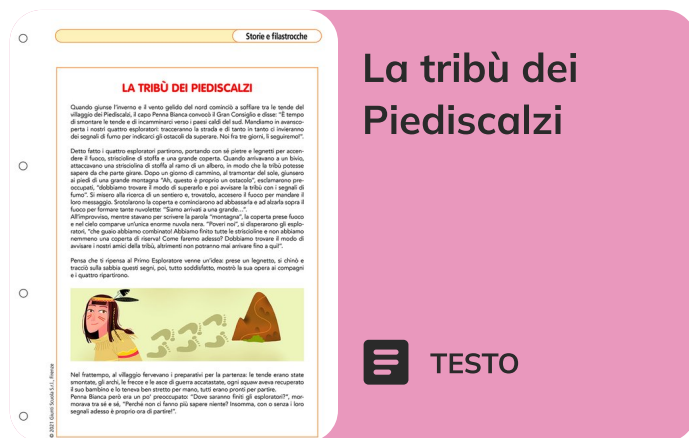 Storie e filastrocche
LA TRIBÙ DEI PIEDISCALZI
Quando giunse l'inverno e il vento gelido del nord cominciò a soffiare tra le tende del
villaggio dei Piediscalzi, il capo Penna Bianca convocò il Gran Consiglio e disse: "È tempo
di smontare le tende e di incamminarci verso i paesi caldi del sud. Mandiamo in avansco-
perta i nostri quattro esploratori: tracceranno la strada e di tanto in tanto ci invieranno
dei segnali di fumo per indicarci gli ostacoli da superare. Noi fra tre giorni, li seguiremo!".
Detto fatto i quattro esploratori partirono, portando con sé pietre e legnetti per accen-
dere il fuoco, striscioline di stoffa e una grande coperta. Quando arrivavano a un bivio,
attaccavano una strisciolina di stoffa al ramo di un albero, in modo che la tribù potesse
sapere da che parte girare. Dopo un giorno di cammino, al tramontar del sole, giunsero
ai piedi di una grande montagna "Ah, questo è proprio un ostacolo", esclamarono pre-
occupati, "dobbiamo trovare il modo di superarlo e poi avvisare la tribù con i segnali di
fumo". Si misero alla ricerca di un sentiero e, trovatolo, accesero il fuoco per mandare il
loro messaggio. Srotolarono la coperta e cominciarono ad abbassarla e ad alzarla sopra il
fuoco per formare tante nuvolette: "Siamo arrivati a una grande...".
All'improvviso, mentre stavano per scrivere la parola "montagna", la coperta prese fuoco
e nel cielo comparve un'unica enorme nuvola nera. "Poveri noi", si disperarono gli esplo-
ratori, "che guaio abbiamo combinato! Abbiamo finito tutte le striscioline e non abbiamo
nemmeno una coperta di riserva! Come faremo adesso? Dobbiamo trovare il modo di
avvisare i nostri amici della tribù, altrimenti non potranno mai arrivare fino a qui!".
Pensa che ti ripensa al Primo Esploratore venne un'idea: prese un legnetto, si chinò e
tracciò sulla sabbia questi segni, poi, tutto soddisfatto, mostrò la sua opera ai compagni
e i quattro ripartirono.
Nel frattempo, al villaggio fervevano i preparativi per la partenza: le tende erano state
smontate, gli archi, le frecce e le asce di guerra accatastate, ogni squaw aveva recuperato
il suo bambino e lo teneva ben stretto per mano, tutti erano pronti per partire.
Penna Bianca però era un po' preoccupato: "Dove saranno finiti gli esploratori?", mor-
morava tra sé e sé, "Perché non ci fanno più sapere niente? Insomma, con o senza i loro
segnali adesso è proprio ora di partire!".
© 2021 Giunti Scuola S.r.l., Firenze
La tribù dei
Piediscalzi
TESTO